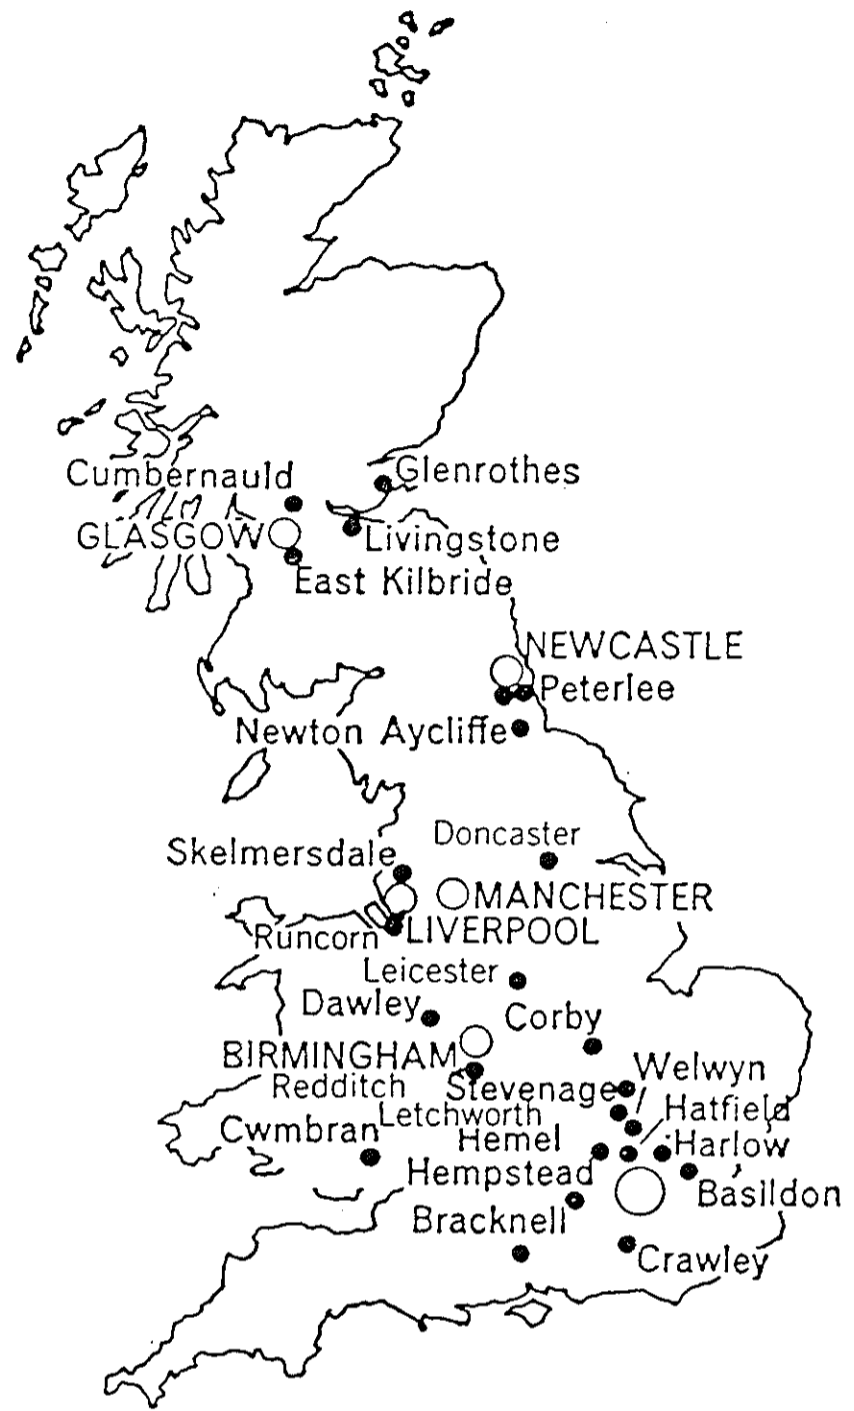 Cumbernauld
Glenrothes
GLASGOW
Livingstone
East Kilbride
NEWCASTLE
Peterlee
Newton Aycliffe
Doncaster
Skelmersdale
MANCHESTER
Runcorn
LIVERPOOL
Leicester
Dawley
Corby
BIRMINGHAM
Welwyn
Redditch
Stevenage
Hatfield
Letchworth
Cwmbran
Hemel
Harlow
Hempstead
Basildon
Bracknell
Crawley